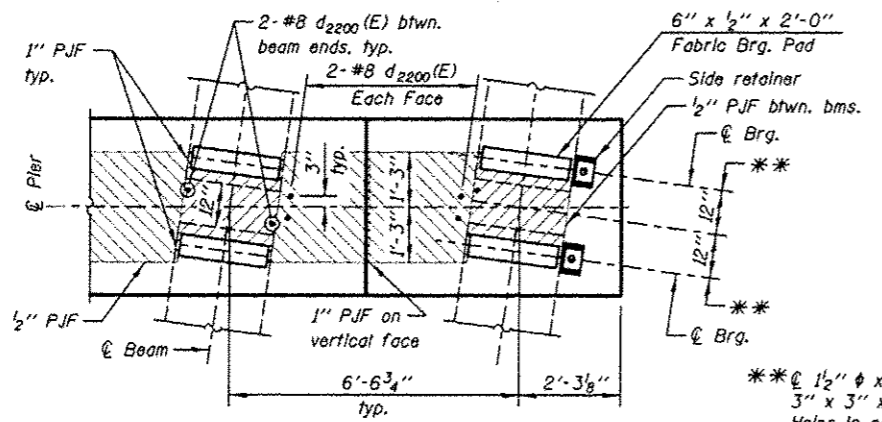 2-#8 d2200(E) btwn.
beam ends. typ.
1" PJF
typ.
2-#8 d2200(E)
Each Face
6" x 1/2" x 2'-0"
Fabric Brg. Pad
Side retainer
1/2" PJF btwn. bms.
℄ Brg.
**
℄ Pier
12"
3"
typ.
1'-3"
1'-3"
12"
12"
**
℄ Brg.
1/2" PJF
℄ Beam
1" PJF on
vertical face
6'-6 3/4"
typ.
2'-3 1/8"
** ℄ 1 1/2" ϕ x
3" x 3" x